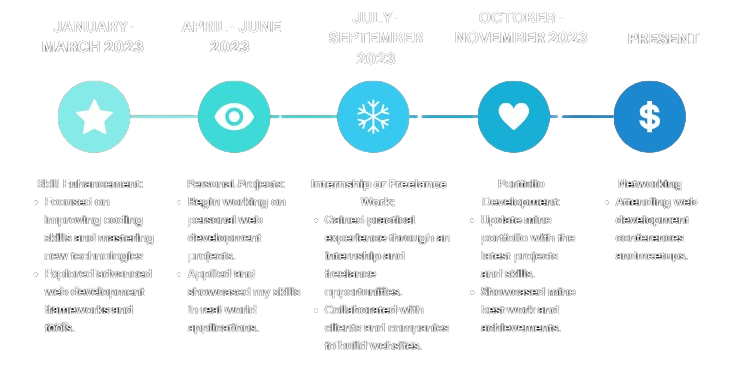 JANUARY-
MARCH 2023
APRIL - JUNE
2023
JULY-
SEPTEMBER
2023
OCTOBER-
NOVEMBER 2023
PRESENT
$
Skill Enhancement:
• Focused on
improving coding
skills and mastering
new technologies
• Explored advanced
web development
frameworks and
tools.
Personal Projects:
• Begin working on
personal web
development
projects.
• Applied and
showcased my skills
in real-world
applications.
Internship or Freelance
Work:
• Gained practical
experience through an
internship and
freelance
opportunities.
• Collaborated with
clients and companies
to build websites.
Portfolio
Development:
• Update mine
portfolio with the
latest projects
and skills.
• Showcased mine
best work and
achievements.
Networking
• Attending web
development
conferences
andmeetups.